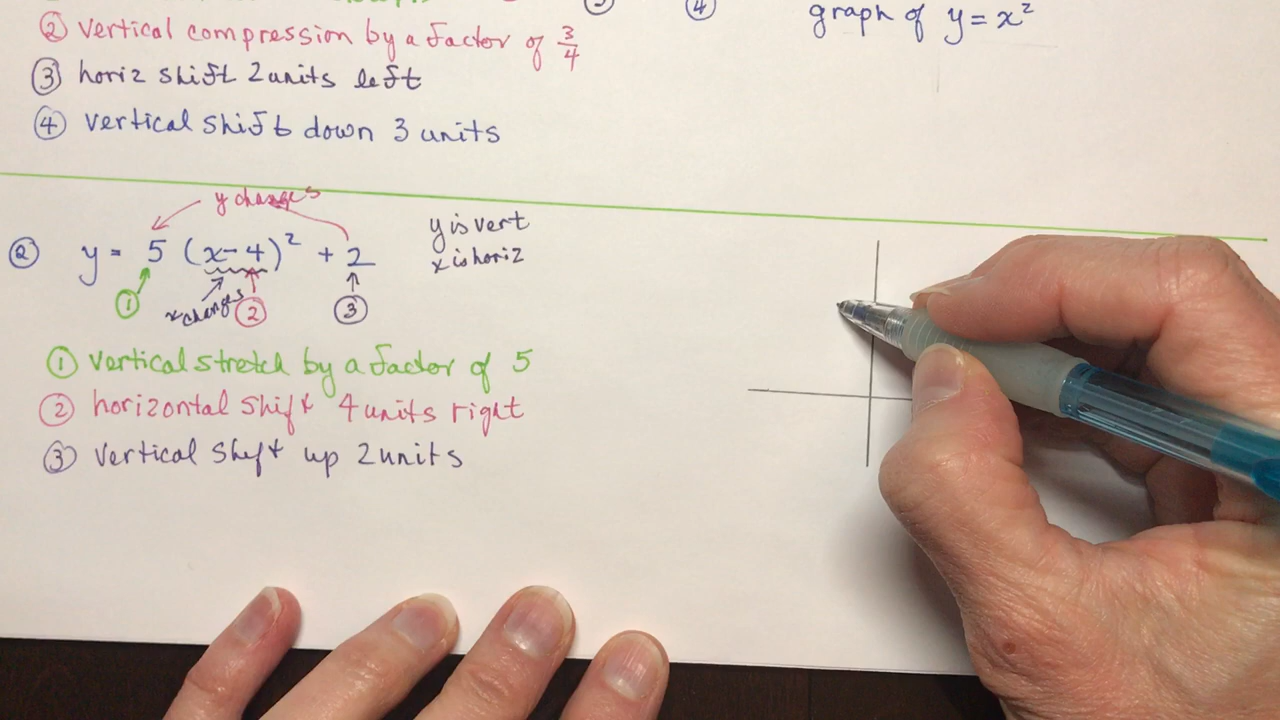 ③ ④ graph of y = x²
② vertical compression by a factor of 3/4
③ horiz shift 2 units left
④ vertical shift down 3 units
y changes
② y = 5 (x-4)² + 2
y is vert
x is horiz
① x changes ② ③
① vertical stretch by a factor of 5
② horizontal shift 4 units right
③ vertical shift up 2 units